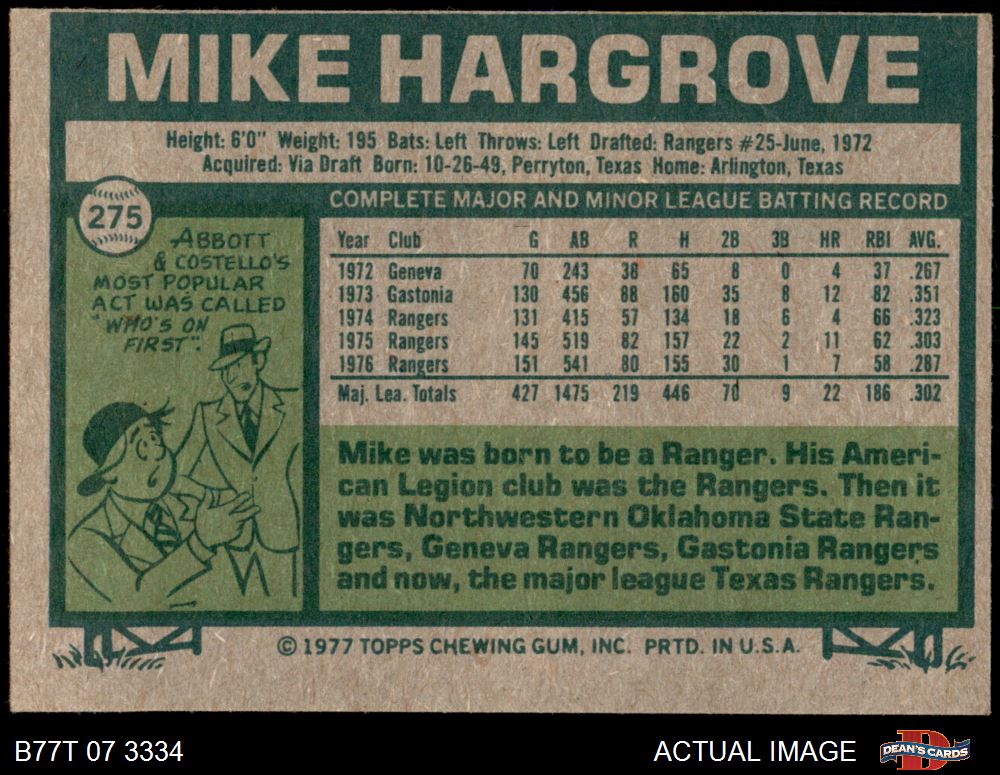 MIKE HARGROVE
Height: 6'0" Weight: 195 Bats: Left Throws: Left Drafted: Rangers #25-June, 1972
Acquired: Via Draft Born: 10-26-49, Perryton, Texas Home: Arlington, Texas
275
ABBOTT
& COSTELLO'S
MOST POPULAR
ACT WAS CALLED
"WHO'S ON
FIRST".
COMPLETE MAJOR AND MINOR LEAGUE BATTING RECORD
Year Club G AB R H 2B 3B HR RBI AVG.
1972 Geneva 70 243 38 65 8 0 4 37 .267
1973 Gastonia 130 456 88 160 35 8 12 82 .351
1974 Rangers 131 415 57 134 18 6 4 66 .323
1975 Rangers 145 519 82 157 22 2 11 62 .303
1976 Rangers 151 541 80 155 30 1 7 58 .287
Maj. Lea. Totals 427 1475 219 446 70 9 22 186 .302
Mike was born to be a Ranger. His Ameri-
can Legion club was the Rangers. Then it
was Northwestern Oklahoma State Ran-
gers, Geneva Rangers, Gastonia Rangers
and now, the major league Texas Rangers.
© 1977 TOPPS CHEWING GUM, INC. PRTD. IN U.S.A.
B77T 07 3334
ACTUAL IMAGE
D
DEAN'S CARDS